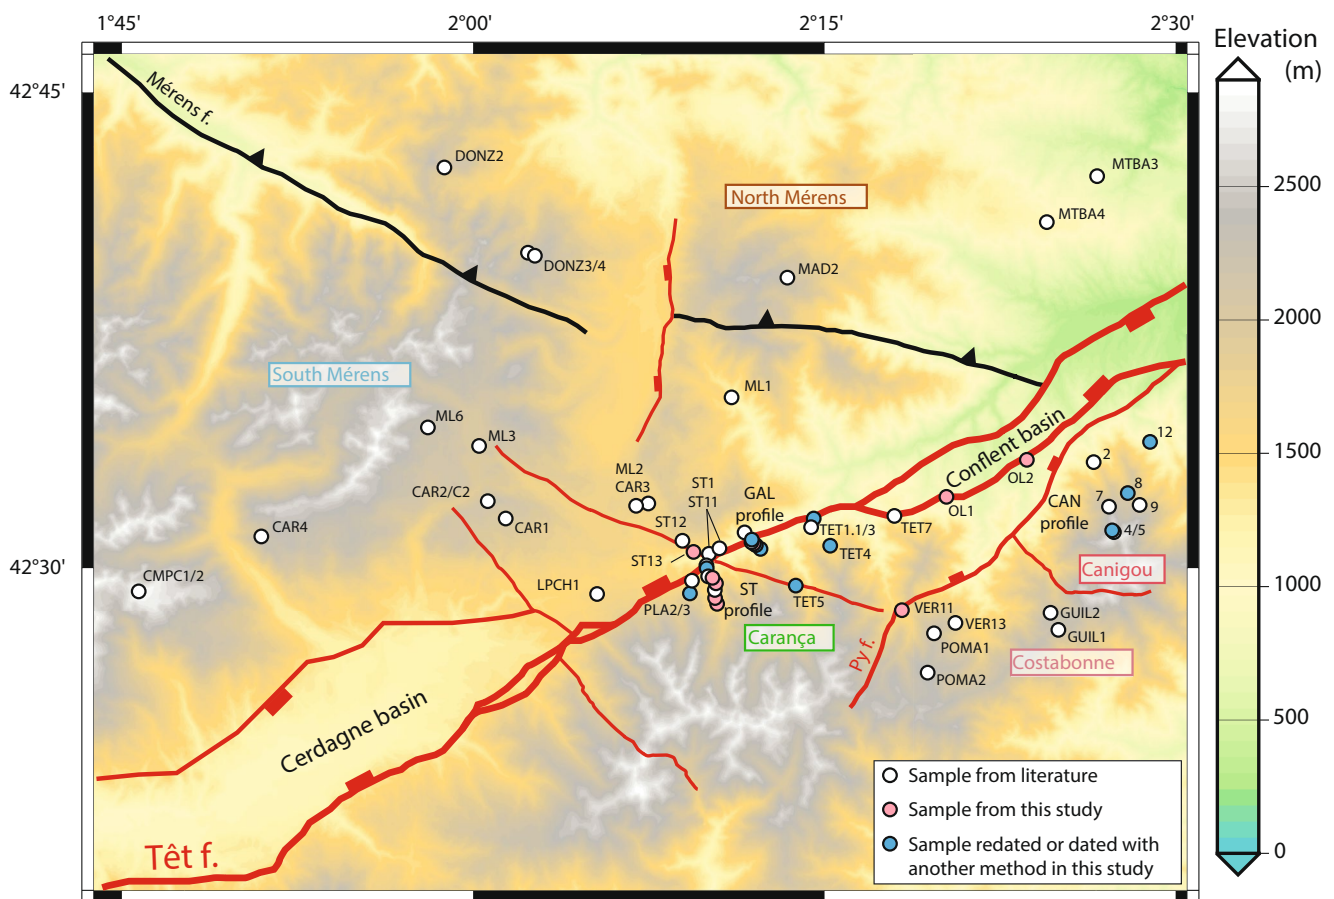 1°45'
2°00'
2°15'
2°30'
Elevation
(m)
42°45'
42°30'
Mérens f.
DONZ2
DONZ3/4
North Mérens
MTBA3
MTBA4
MAD2
South Mérens
ML1
ML6
ML3
ML2
CAR3
CAR2/C2
CAR1
CAR4
CMPC1/2
ST1
ST11
ST12
ST13
GAL
profile
LPCH1
PLA2/3
ST
profile
TET1.1/3
TET4
TET5
TET7
OL1
OL2
Conflent basin
12
2
8
7
9
4/5
CAN
profile
Canigou
Carança
VER11
VER13
POMA1
POMA2
GUIL2
GUIL1
Costabonne
Py f.
Cerdagne basin
Têt f.
Sample from literature
Sample from this study
Sample redated or dated with
another method in this study
2500
2000
1500
1000
500
0